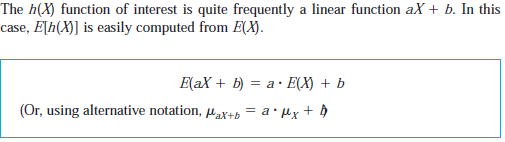 The h(X) function of interest is quite frequently a linear function aX + b. In this
case, E[h(X)] is easily computed from E(X).
E(aX + b) = a · E(X) + b
(Or, using alternative notation, μaX+b = a · μX + b)